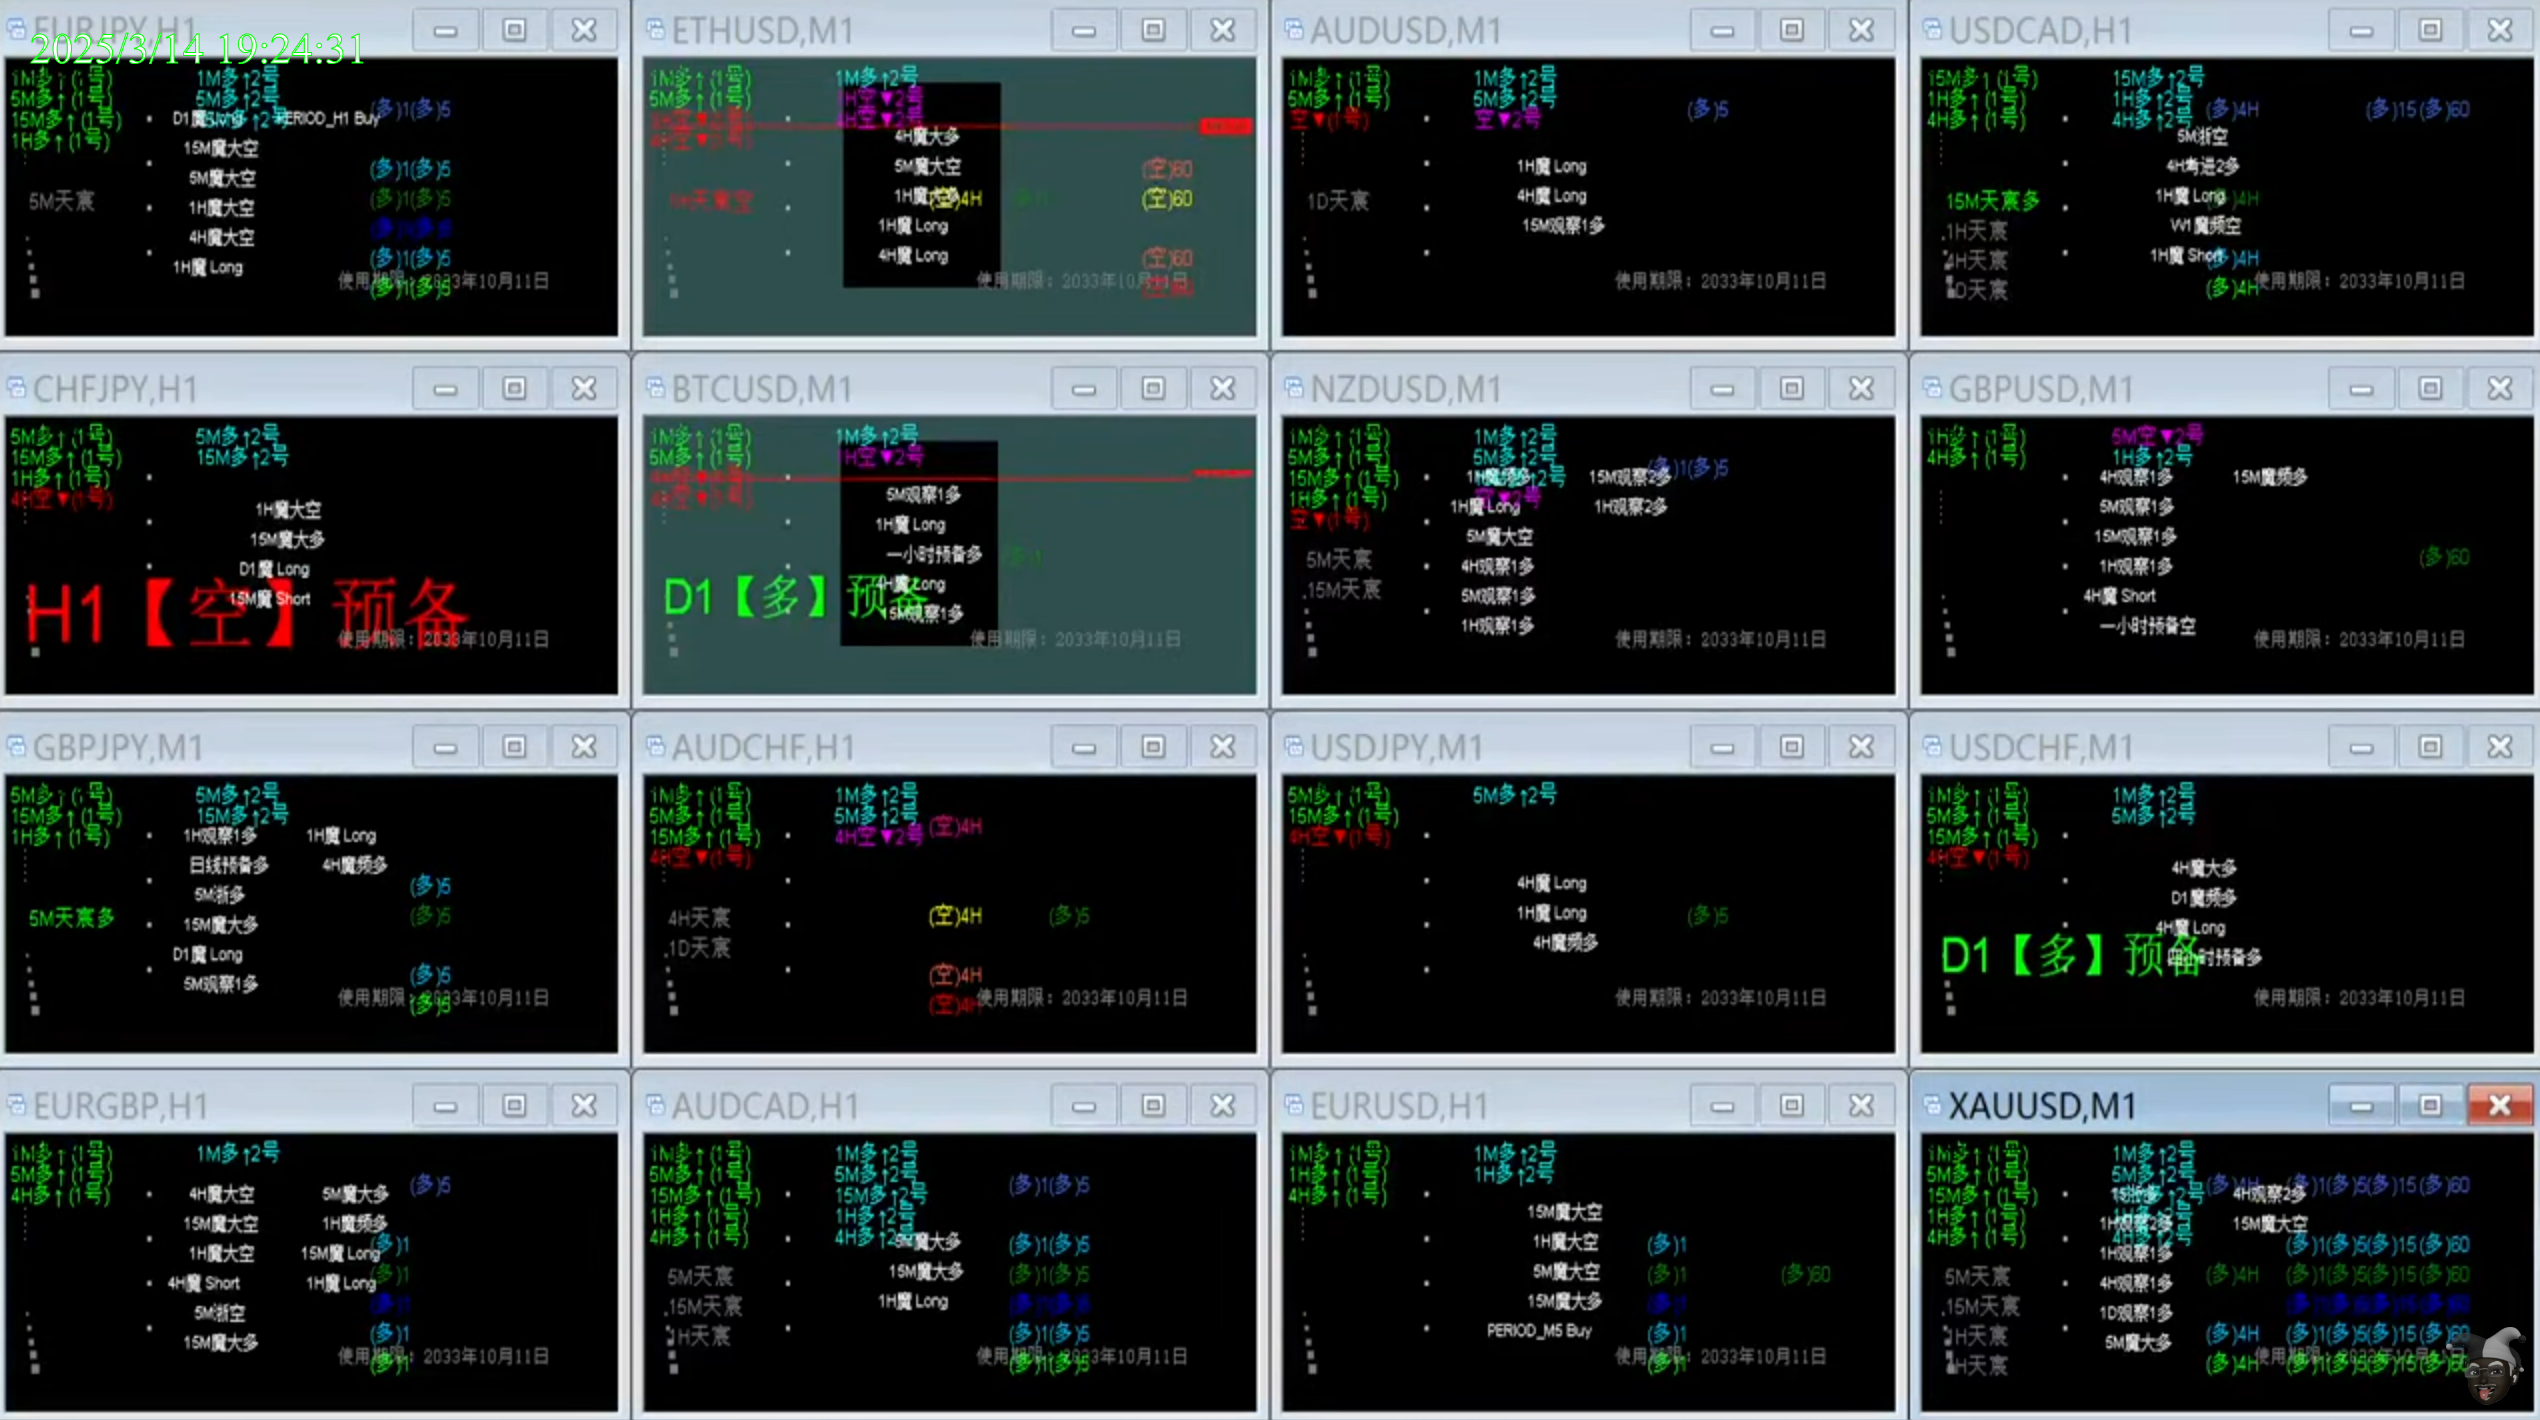 EURJPY,H1
2025/3/14 19:24:31
1M多↑(1号) 1M多↑2号
5M多↑(1号) 5M多↑2号 (多)1(多)5
15M多↑(1号) ↑2号 PERIOD_H1 Buy
1H多↑(1号)
15M魔大空
(多)1(多)5
5M魔大空
5M天宸 1H魔大空 (多)1(多)5
4H魔大空
1H魔 Long (多)1(多)5
使用期限: 2033年10月11日
(多)1(多)5
ETHUSD,M1
1M多↑(1号) 1M多↑2号
5M多↑(1号) 1H空▼2号
4H空▼2号
4H魔大多
5M魔大空 (空)60
(空)4H (空)60
1H魔 Long
4H魔 Long (空)60
使用期限: 2033年10月11日
AUDUSD,M1
1M多↑(1号) 1M多↑2号
5M多↑(1号) 5M多↑2号 (多)5
空▼(1号) 空▼2号
1H魔 Long
1D天宸 4H魔 Long
15M观察1多
使用期限: 2033年10月11日
USDCAD,H1
15M多↑(1号) 15M多↑2号
1H多↑(1号) 1H多↑2号 (多)4H (多)15(多)60
4H多↑(1号) 4H多↑2号
5M浙空
4H考进2多
15M天宸多 1H魔 Long )4H
1H天宸 W1魔频空
4H天宸 1H魔 Short )4H
D天宸 (多)4H
使用期限: 2033年10月11日
CHFJPY,H1
5M多↑(1号) 5M多↑2号
15M多↑(1号) 15M多↑2号
1H多↑(1号)
4H空▼(1号)
1H魔大空
15M魔大多
D1魔 Long
15M魔 Short
H1【空】预备
使用期限: 2033年10月11日
BTCUSD,M1
1M多↑(1号) 1M多↑2号
5M多↑(1号) 1H空▼2号
5M观察1多
1H魔 Long
一小时预备多
4H魔 Long
D1【多】预备
15M观察1多
使用期限: 2033年10月11日
NZDUSD,M1
1M多↑(1号) 1M多↑2号
5M多↑(1号) 5M多↑2号 )1(多)5
15M多↑(1号) ↑2号 15M观察2多
1H多↑(1号) 空▼2号
空▼(1号) 1H魔 Long 1H观察2多
5M魔大空
5M天宸 4H观察1多
15M天宸 5M观察1多
1H观察1多
使用期限: 2033年10月11日
GBPUSD,M1
1H多↑(1号) 5M空▼2号
4H多↑(1号) 1H多↑2号
4H观察1多 15M魔频多
5M观察1多
15M观察1多
1H观察1多 (多)60
4H魔 Short
一小时预备空
使用期限: 2033年10月11日
GBPJPY,M1
5M多↑(1号) 5M多↑2号
15M多↑(1号) 15M多↑2号
1H多↑(1号) 1H观察1多 1H魔 Long
日线预备多 4H魔频多
5M浙多 (多)5
5M天宸多 15M魔大多 (多)5
D1魔 Long
5M观察1多 (多)5
使用期限: 2033年10月11日
(多)5
AUDCHF,H1
1M多↑(1号) 1M多↑2号
5M多↑(1号) 5M多↑2号
15M多↑(1号) 4H空▼2号 (空)4H
4H空▼(1号)
4H天宸 (空)4H (多)5
1D天宸
(空)4H
(空)4H
使用期限: 2033年10月11日
USDJPY,M1
5M多↑(1号) 5M多↑2号
15M多↑(1号)
4H空▼(1号)
4H魔 Long
1H魔 Long (多)5
4H魔频多
使用期限: 2033年10月11日
USDCHF,M1
1M多↑(1号) 1M多↑2号
5M多↑(1号) 5M多↑2号
15M多↑(1号)
4H空▼(1号)
4H魔大多
D1魔频多
4H魔 Long
D1【多】预备
四小时预备多
使用期限: 2033年10月11日
EURGBP,H1
1M多↑(1号) 1M多↑2号
5M多↑(1号)
4H多↑(1号) 4H魔大空 5M魔大多 (多)5
15M魔大空 1H魔频多
1H魔大空 15M魔 Long (多)1
4H魔 Short 1H魔 Long )1
5M浙空
15M魔大多 (多)1
使用期限: 2033年10月11日
(多)1
AUDCAD,H1
1M多↑(1号) 1M多↑2号
5M多↑(1号) 5M多↑2号 (多)1(多)5
15M多↑(1号) 15M多↑2号
1H多↑(1号) 1H多↑2号
4H多↑(1号) 4H多↑2 魔大多 (多)1(多)5
5M天宸 15M魔大多 (多)1(多)5
15M天宸 1H魔 Long
1H天宸 (多)1(多)5
使用期限: 2033年10月11日
(多)1(多)5
EURUSD,H1
1M多↑(1号) 1M多↑2号
1H多↑(1号) 1H多↑2号
4H多↑(1号)
15M魔大空
1H魔大空 (多)1
5M魔大空 (多)1 (多)60
15M魔大多
PERIOD_M5 Buy (多)1
使用期限: 2033年10月11日
(多)1
XAUUSD,M1
1M多↑(1号) 1M多↑2号
5M多↑(1号) 5M多↑2号 (多)4H )1(多)5(多)15(多)60
15M多↑(1号) ↑2号 4H观察2多
1H多↑(1号) 1H观察2多 15M魔大空
4H多↑(1号) 4H多↑2号 (多)1(多)5(多)15(多)60
1H观察1多
5M天宸 4H观察1多 (多)4H (多)1(多)5(多)15(多)60
15M天宸 1D观察1多
1H天宸 5M魔大多 (多)4H (多)1(多)5(多)15(多)60
H天宸 (多)4H